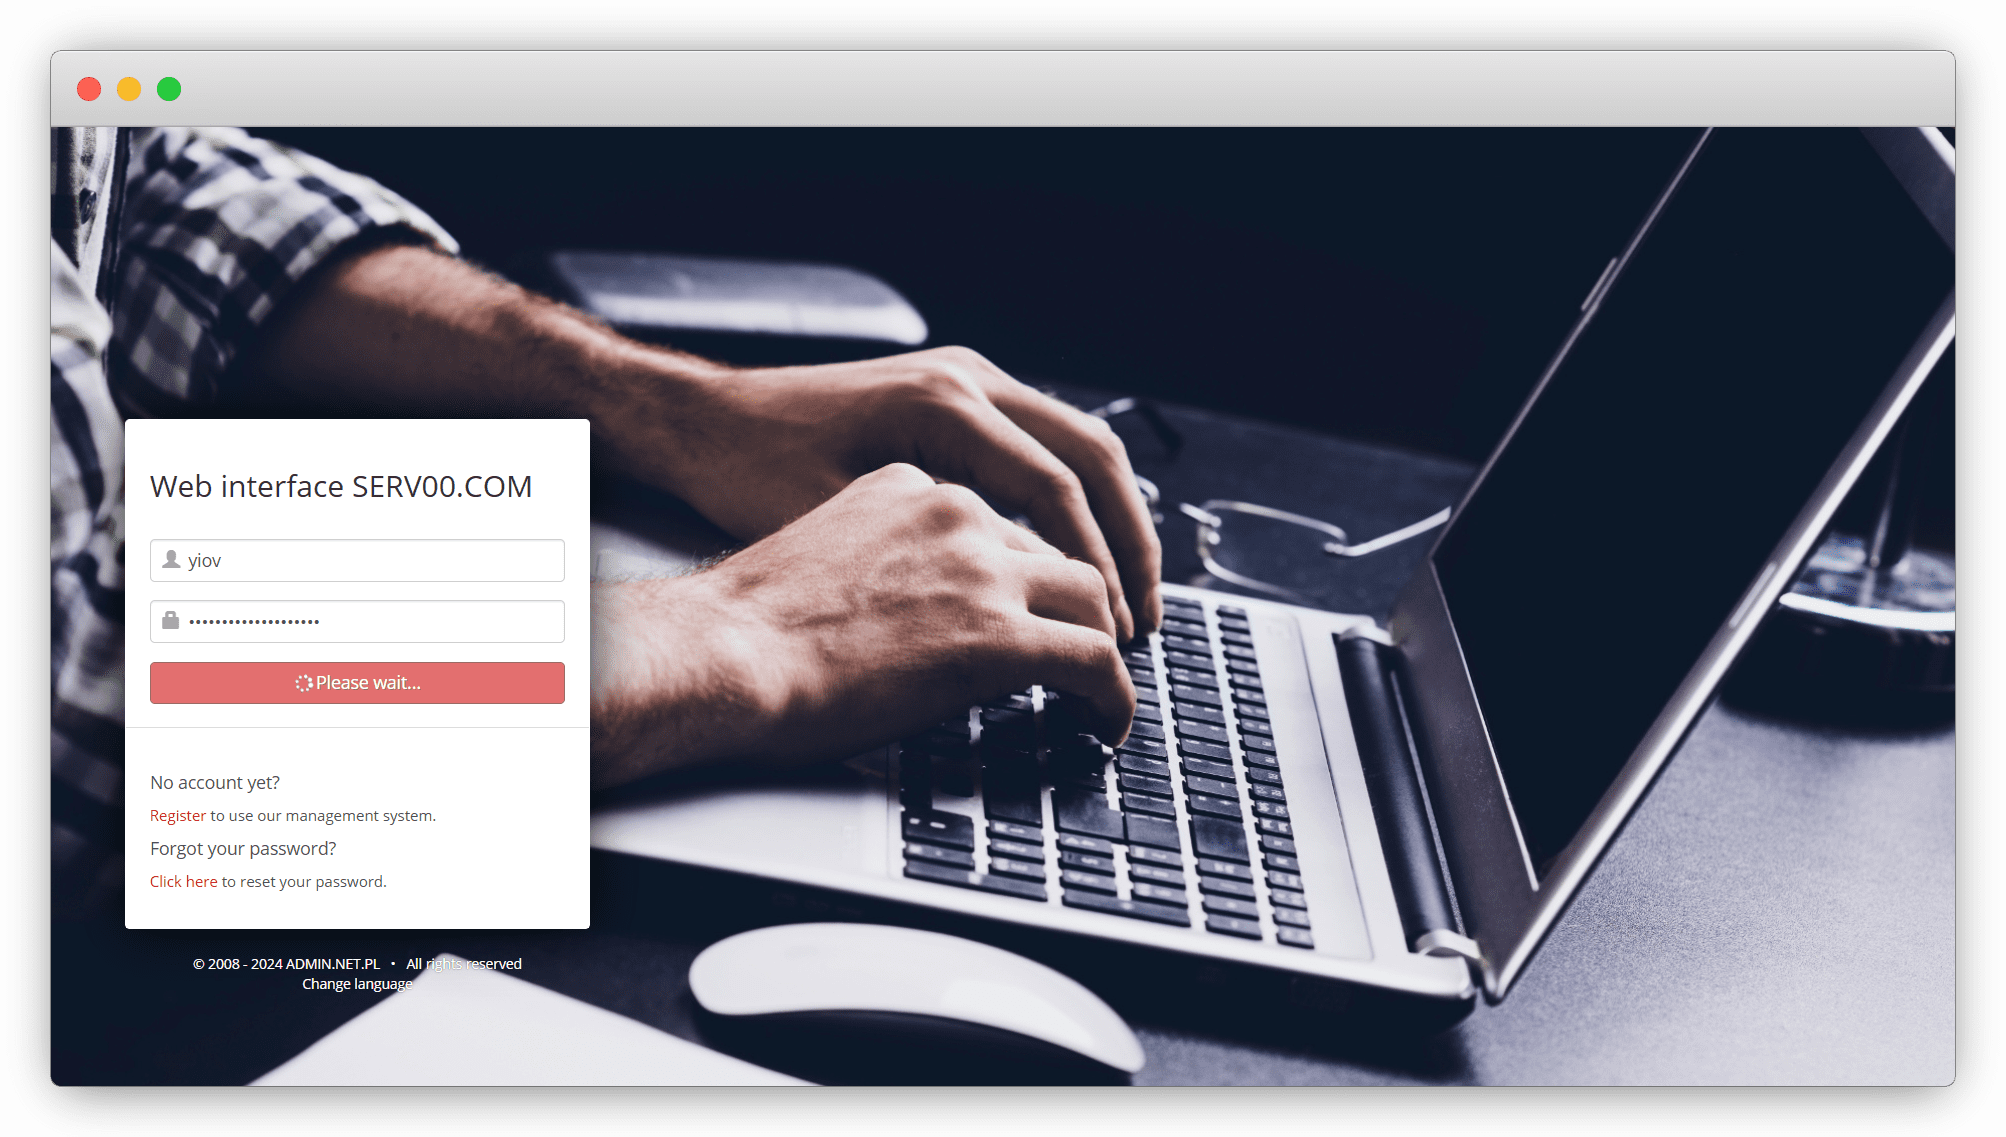 Web interface SERV00.COM
yiov
•••••••••••••••••••
Please wait...
No account yet?
Register to use our management system.
Forgot your password?
Click here to reset your password.
© 2008 - 2024 ADMIN.NET.PL • All rights reserved
Change language